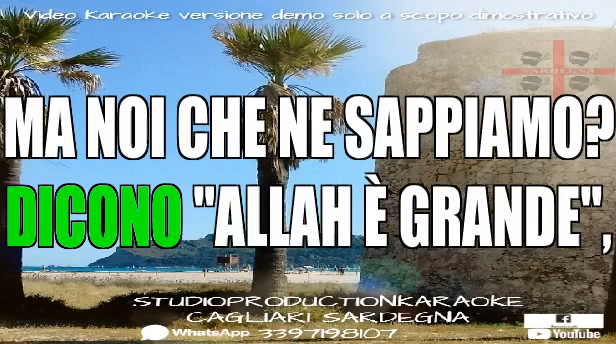 Video Karaoke versione demo solo a scopo dimostrativo
SARDEGNA
MA NOI CHE NE SAPPIAMO?
DICONO "ALLAH È GRANDE",
STUDIOPRODUCTIONKARAOKE
CAGLIARI SARDEGNA
WhatsApp 3397198107
f
YouTube